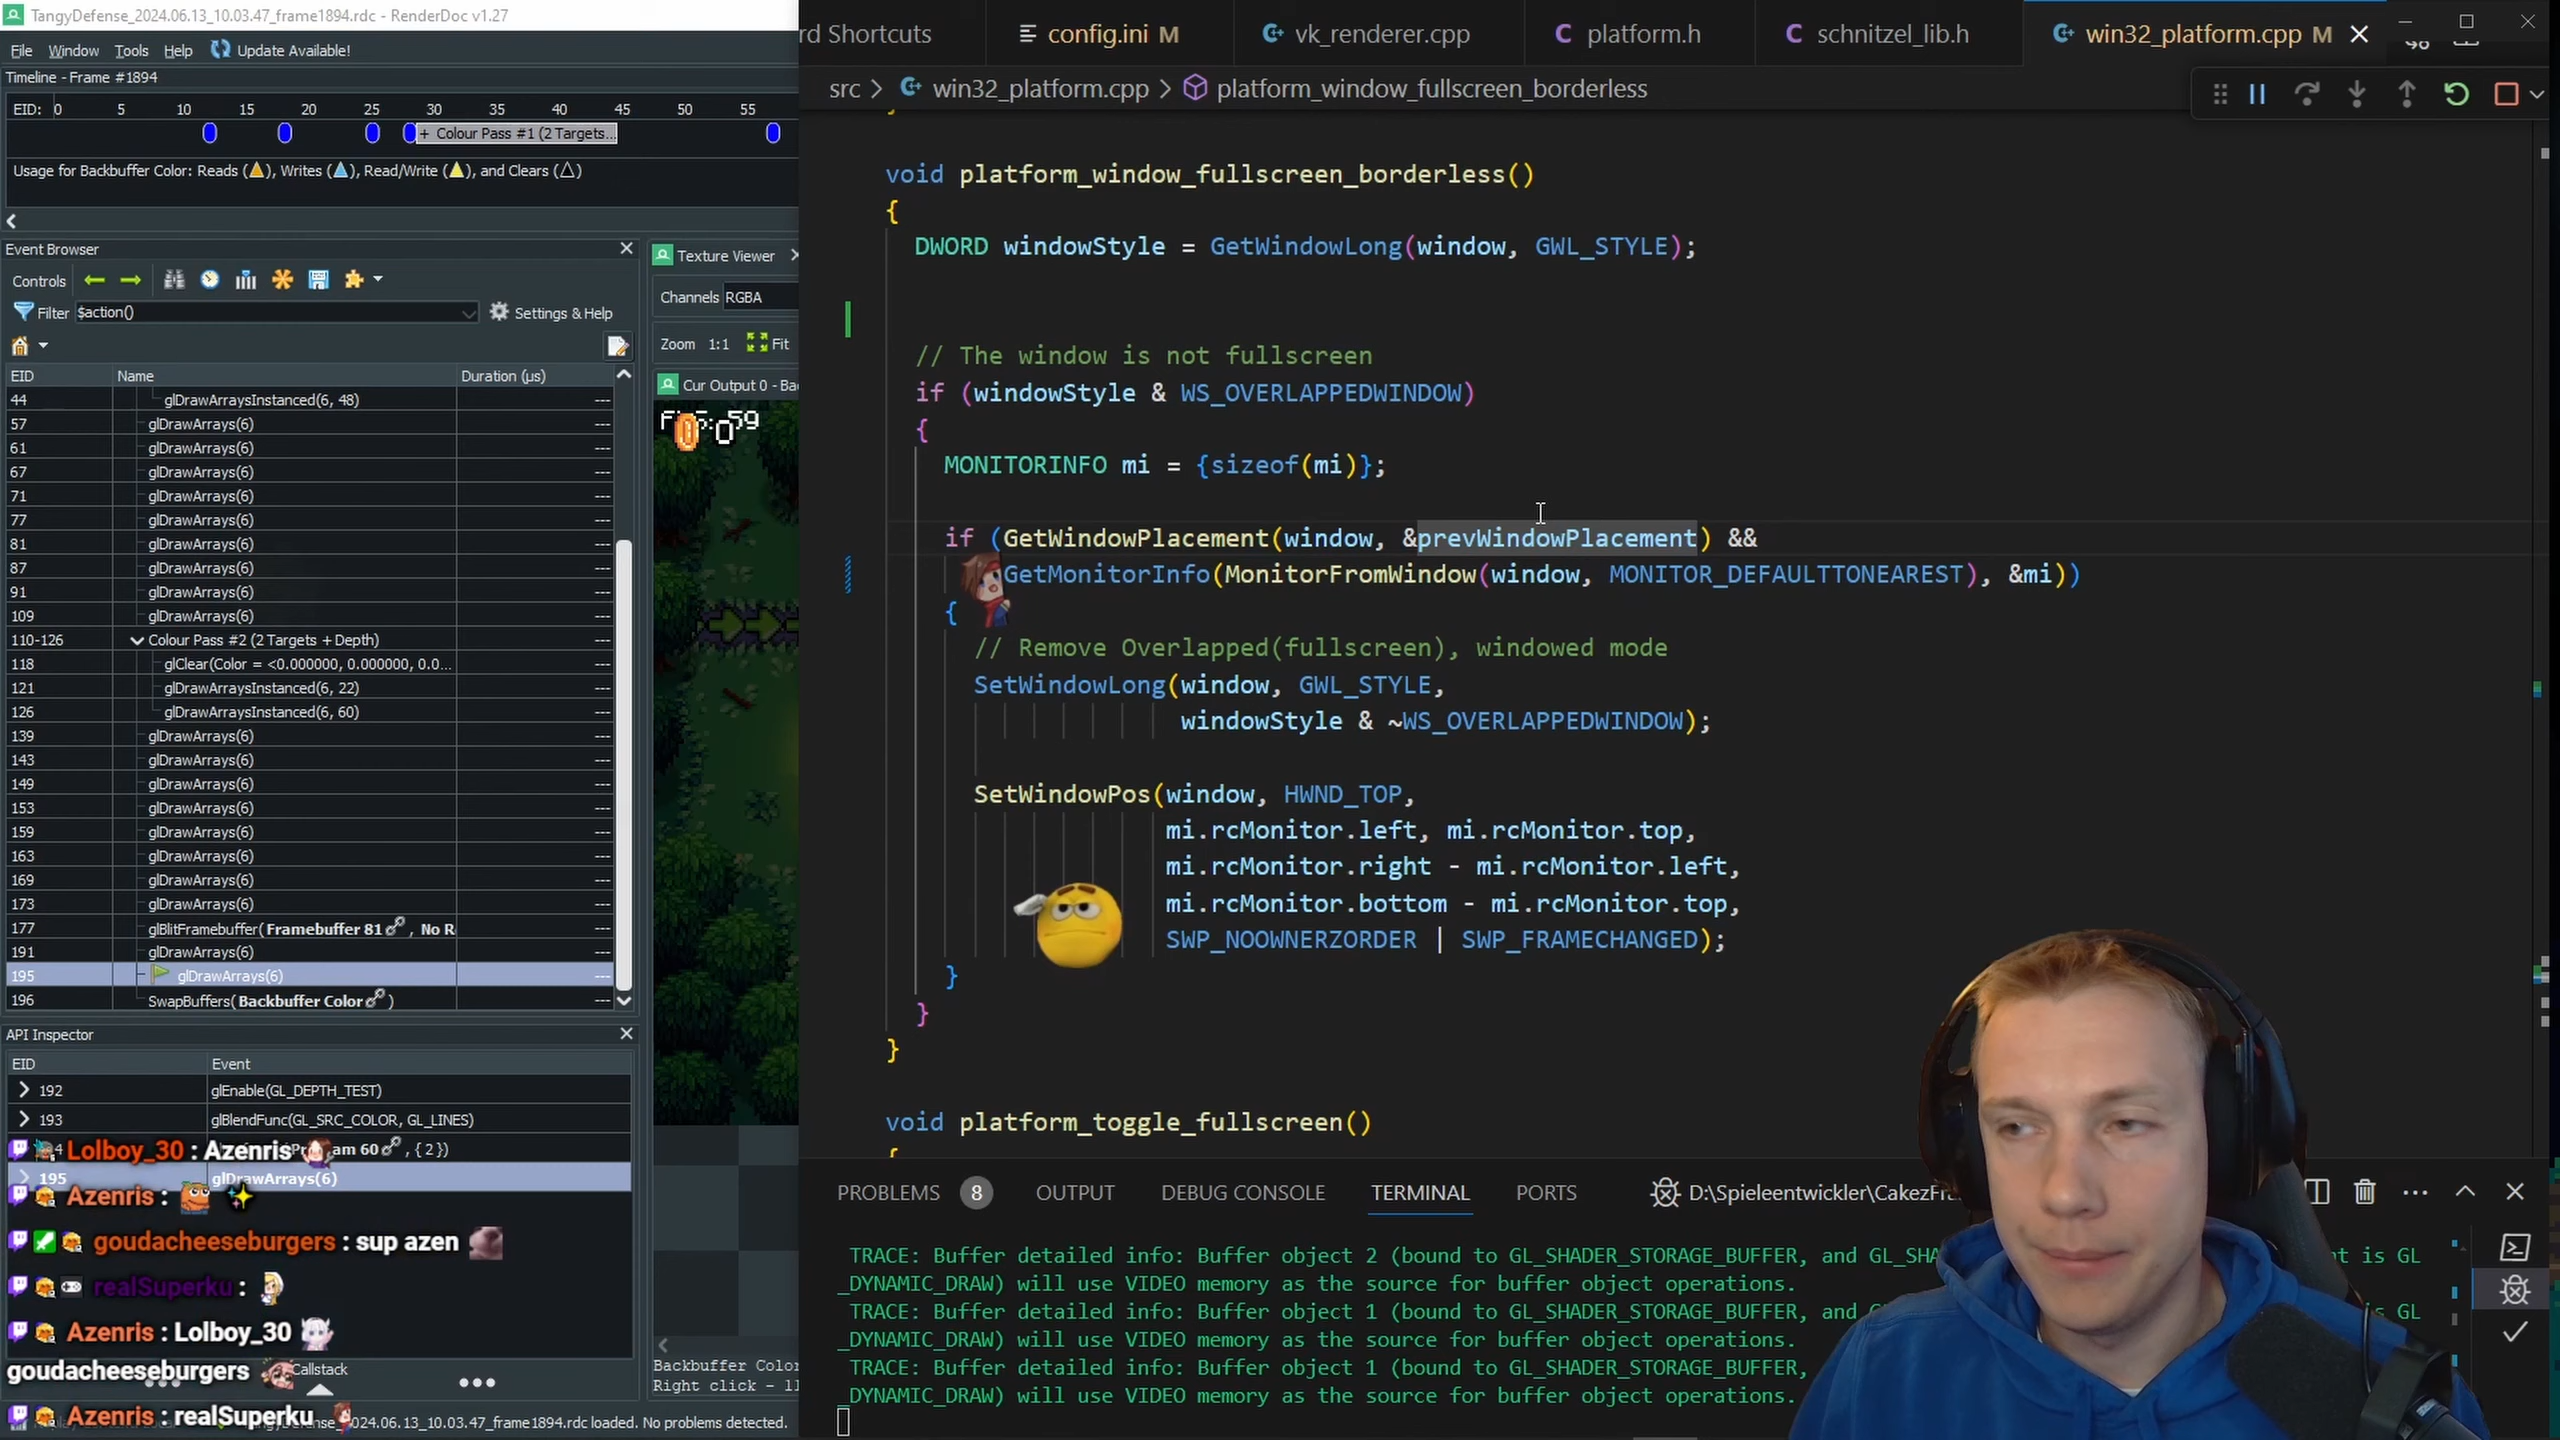 TangyDefense_2024.06.13_10.03.47_frame1894.rdc - RenderDoc v1.27
File Window Tools Help Update Available!
Timeline - Frame #1894
EID: 0 5 10 15 20 25 30 35 40 45 50 55
+ Colour Pass #1 (2 Targets...
Usage for Backbuffer Color: Reads (▲), Writes (▲), Read/Write (▲), and Clears (△)
Event Browser
Controls
Filter $action() Settings & Help
EID Name Duration (µs)
44 glDrawArraysInstanced(6, 48) ---
57 glDrawArrays(6) ---
61 glDrawArrays(6) ---
67 glDrawArrays(6) ---
71 glDrawArrays(6) ---
77 glDrawArrays(6) ---
81 glDrawArrays(6) ---
87 glDrawArrays(6) ---
91 glDrawArrays(6) ---
109 glDrawArrays(6) ---
110-126 Colour Pass #2 (2 Targets + Depth) ---
118 glClear(Color = <0.000000, 0.000000, 0.0... ---
121 glDrawArraysInstanced(6, 22) ---
126 glDrawArraysInstanced(6, 60) ---
139 glDrawArrays(6) ---
143 glDrawArrays(6) ---
149 glDrawArrays(6) ---
153 glDrawArrays(6) ---
159 glDrawArrays(6) ---
163 glDrawArrays(6) ---
169 glDrawArrays(6) ---
173 glDrawArrays(6) ---
177 glBlitFramebuffer( Framebuffer 81 , No R ---
191 glDrawArrays(6) ---
195 glDrawArrays(6) ---
196 SwapBuffers( Backbuffer Color ) ---
API Inspector
EID Event
192 glEnable(GL_DEPTH_TEST)
193 glBlendFunc(GL_SRC_COLOR, GL_LINES)
am 60 , { 2 })
195 glDrawArrays(6)
Lolboy_30 : Azenris
Azenris :
goudacheeseburgers : sup azen
realSuperku :
Azenris : Lolboy_30
goudacheeseburgers
Callstack
Azenris : realSuperku
2024.06.13_10.03.47_frame1894.rdc loaded. No problems detected.
Texture Viewer
Channels RGBA
Zoom 1:1 Fit
Cur Output 0 - Ba
59
0
Backbuffer Color
Right click - 
rd Shortcuts
config.ini M
vk_renderer.cpp
platform.h
schnitzel_lib.h
win32_platform.cpp M
src > win32_platform.cpp > platform_window_fullscreen_borderless
void platform_window_fullscreen_borderless()
{
DWORD windowStyle = GetWindowLong(window, GWL_STYLE);
// The window is not fullscreen
if (windowStyle & WS_OVERLAPPEDWINDOW)
{
MONITORINFO mi = {sizeof(mi)};
if (GetWindowPlacement(window, &prevWindowPlacement) &&
GetMonitorInfo(MonitorFromWindow(window, MONITOR_DEFAULTTONEAREST), &mi))
{
// Remove Overlapped(fullscreen), windowed mode
SetWindowLong(window, GWL_STYLE,
windowStyle & ~WS_OVERLAPPEDWINDOW);
SetWindowPos(window, HWND_TOP,
mi.rcMonitor.left, mi.rcMonitor.top,
mi.rcMonitor.right - mi.rcMonitor.left,
mi.rcMonitor.bottom - mi.rcMonitor.top,
SWP_NOOWNERZORDER | SWP_FRAMECHANGED);
}
}
}
void platform_toggle_fullscreen()
{
PROBLEMS 8 OUTPUT DEBUG CONSOLE TERMINAL PORTS D:\Spieleentwickler\CakezFr
TRACE: Buffer detailed info: Buffer object 2 (bound to GL_SHADER_STORAGE_BUFFER, and GL_SHA t is GL
_DYNAMIC_DRAW) will use VIDEO memory as the source for buffer object operations.
TRACE: Buffer detailed info: Buffer object 1 (bound to GL_SHADER_STORAGE_BUFFER, and is GL
_DYNAMIC_DRAW) will use VIDEO memory as the source for buffer object operations.
TRACE: Buffer detailed info: Buffer object 1 (bound to GL_SHADER_STORAGE_BUFFER, is GL
_DYNAMIC_DRAW) will use VIDEO memory as the source for buffer object operations.